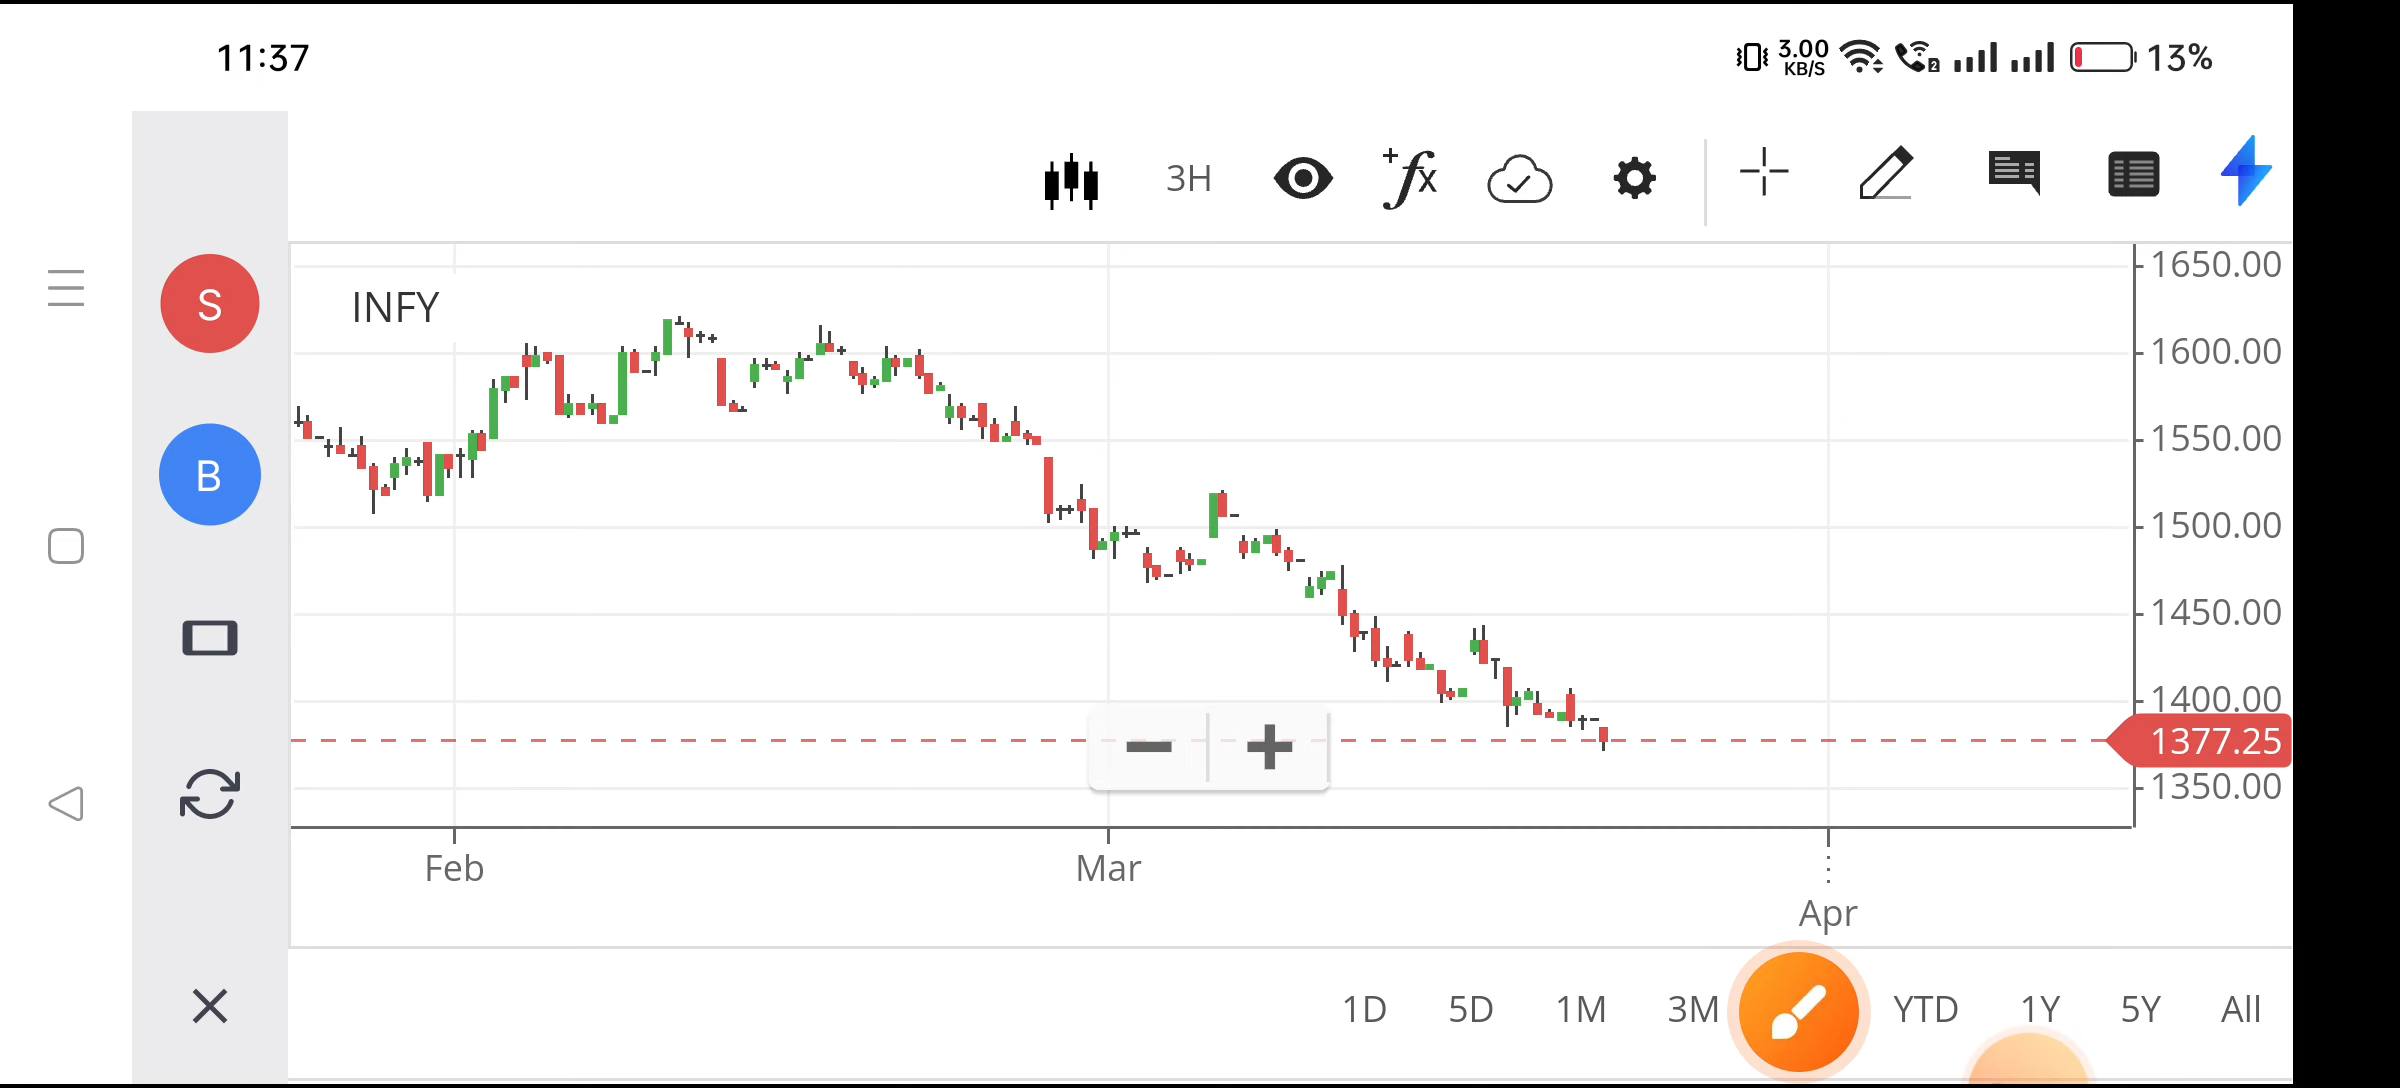 11:37
3.00
KB/S
2
13%
3H
+fx
S
INFY
B
1650.00
1600.00
1550.00
1500.00
1450.00
1400.00
1377.25
1350.00
Feb
Mar
Apr
1D
5D
1M
3M
YTD
1Y
5Y
All